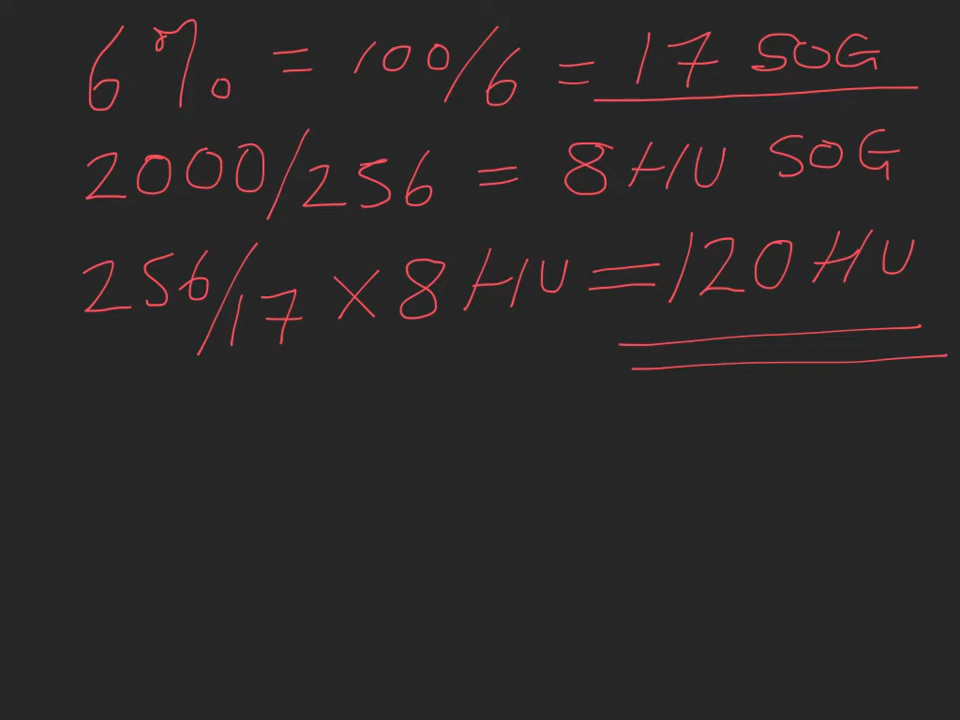 6% = 100/6 = 17 SOG
2000/256 = 8 HU SOG
256/17 × 8 HU = 120 HU